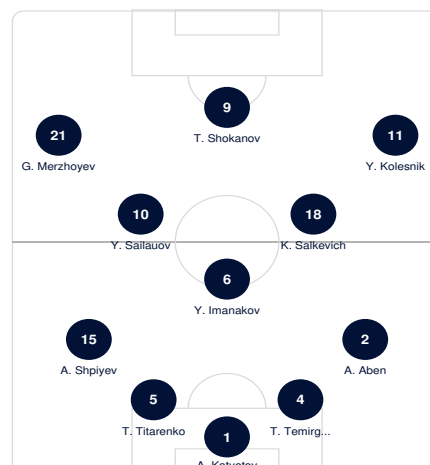 9
T. Shokanov
21
G. Merzhoyev
11
Y. Kolesnik
10
Y. Sailauov
18
K. Salkevich
6
Y. Imanakov
15
A. Shpiyev
2
A. Aben
5
T. Titarenko
4
T. Temirg...
1
A.